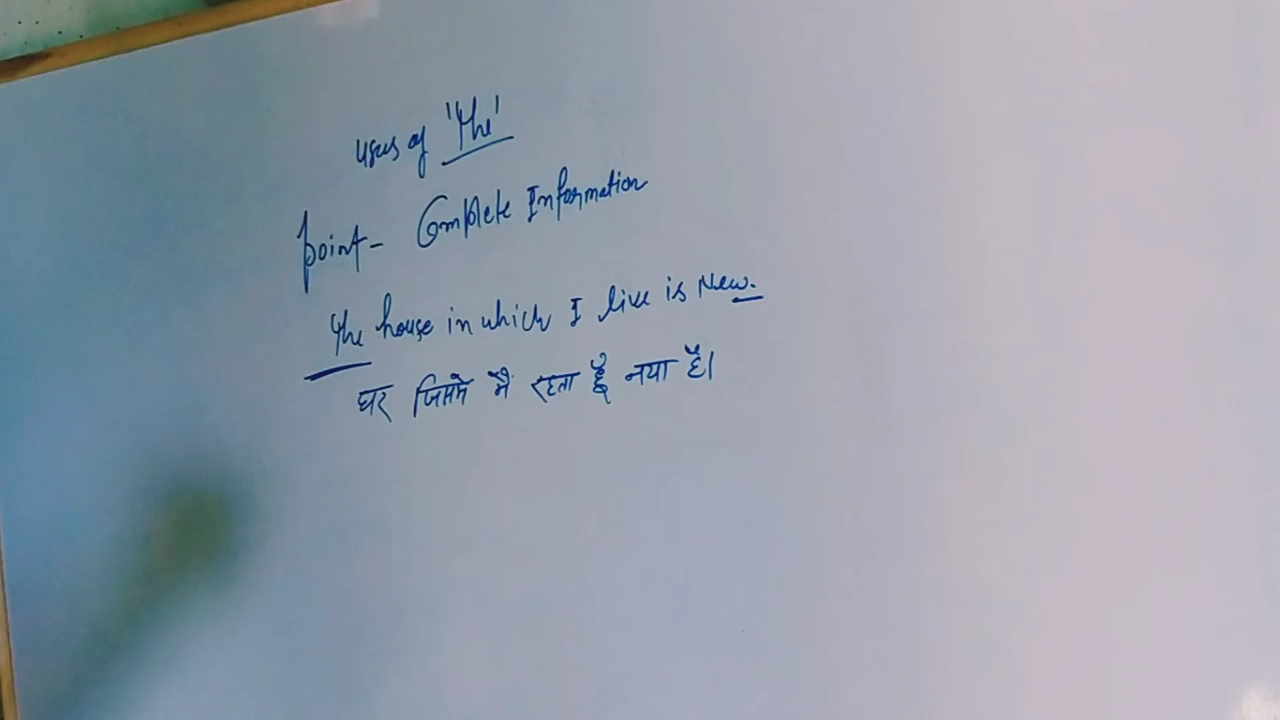 uses of 'The'
Point- Complete Information
The house in which I live is New.
घर जिसमे मैं रहता हूँ नया है।